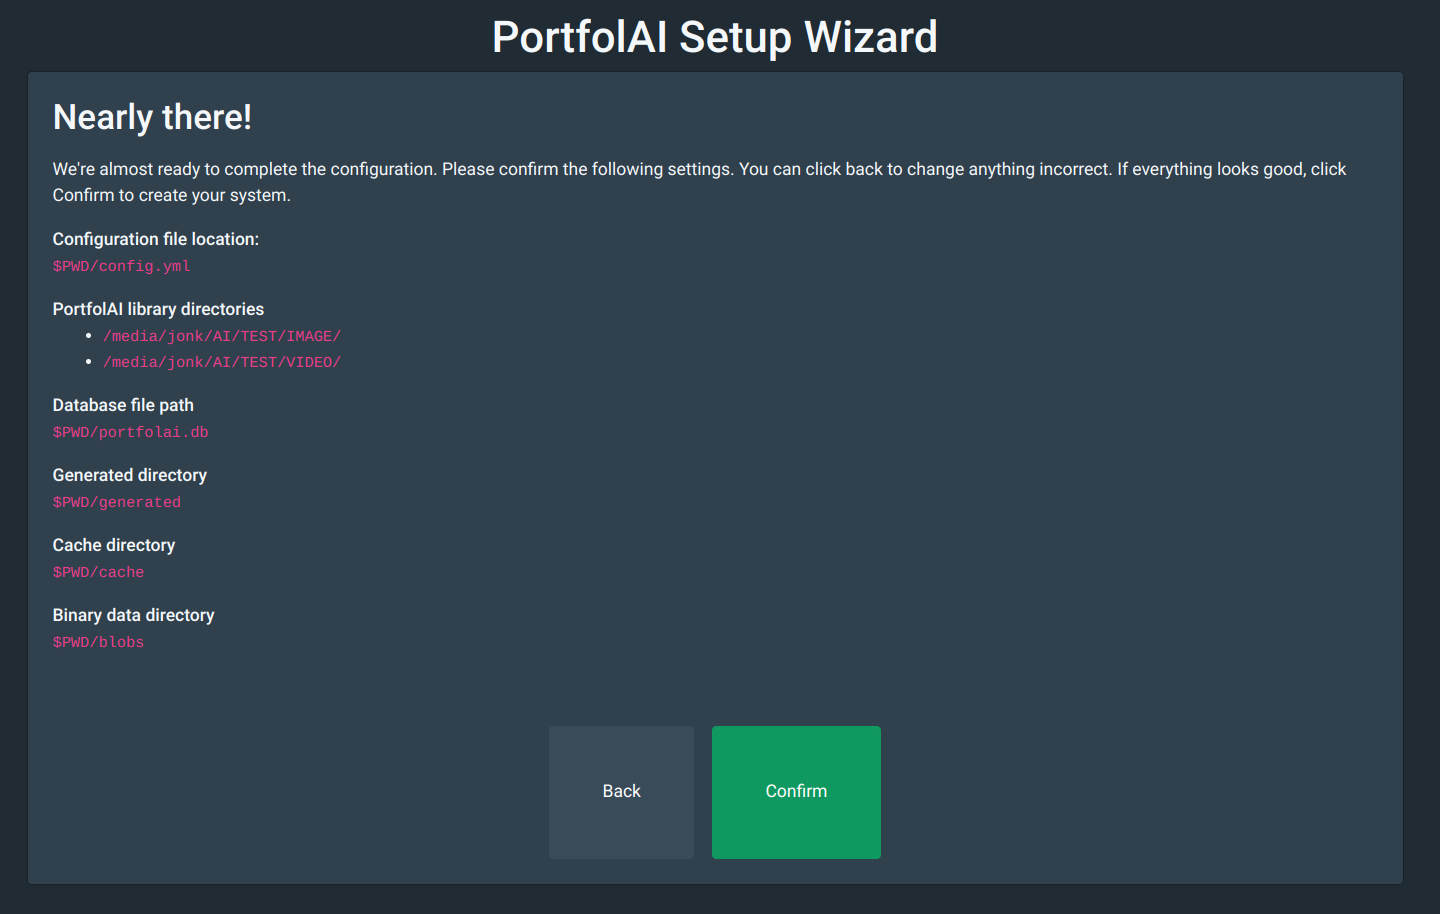 PortfolAI Setup Wizard
Nearly there!
We're almost ready to complete the configuration. Please confirm the following settings. You can click back to change anything incorrect. If everything looks good, click
Confirm to create your system.
Configuration file location:
$PWD/config.yml
PortfolAI library directories
• /media/jonk/AI/TEST/IMAGE/
• /media/jonk/AI/TEST/VIDEO/
Database file path
$PWD/portfolai.db
Generated directory
$PWD/generated
Cache directory
$PWD/cache
Binary data directory
$PWD/blobs
Back
Confirm